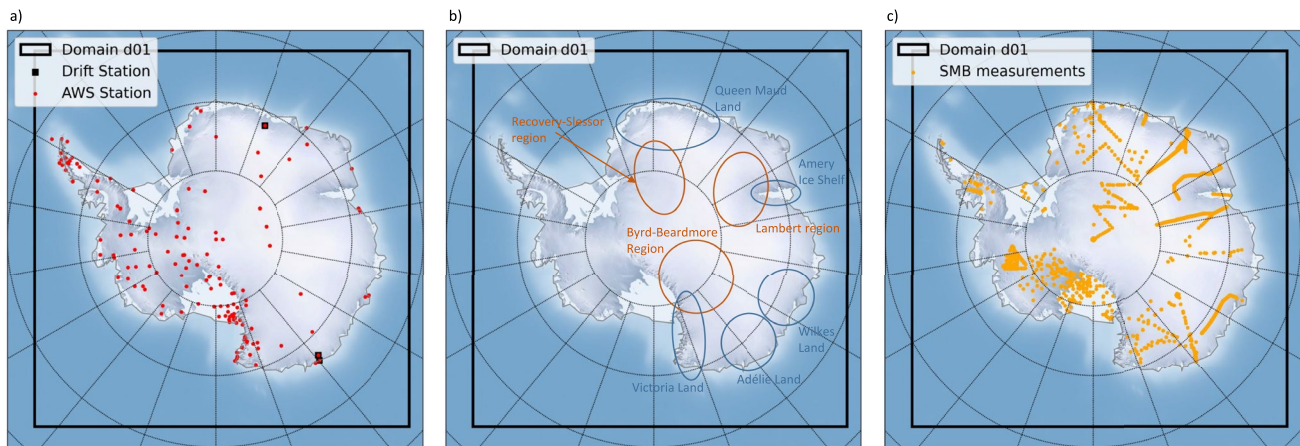 a)
Domain d01
Drift Station
AWS Station
b)
Domain d01
Queen Maud
Land
Recovery-Slessor
region
Amery
Ice Shelf
Byrd-Beardmore
Region
Lambert region
Wilkes
Land
Adélie Land
Victoria Land
c)
Domain d01
SMB measurements